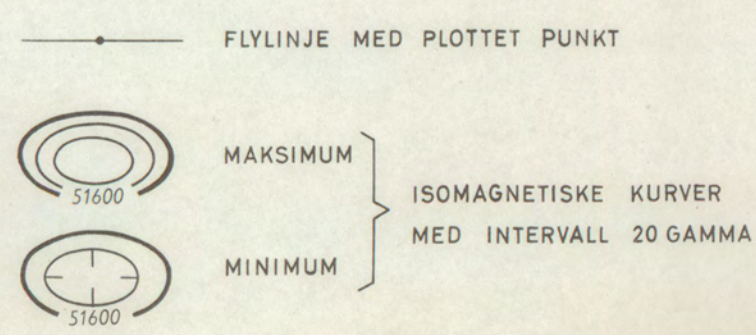 FLYLINJE MED PLOTTET PUNKT
51600
MAKSIMUM
ISOMAGNETISKE KURVER
MED INTERVALL 20 GAMMA
MINIMUM
51600